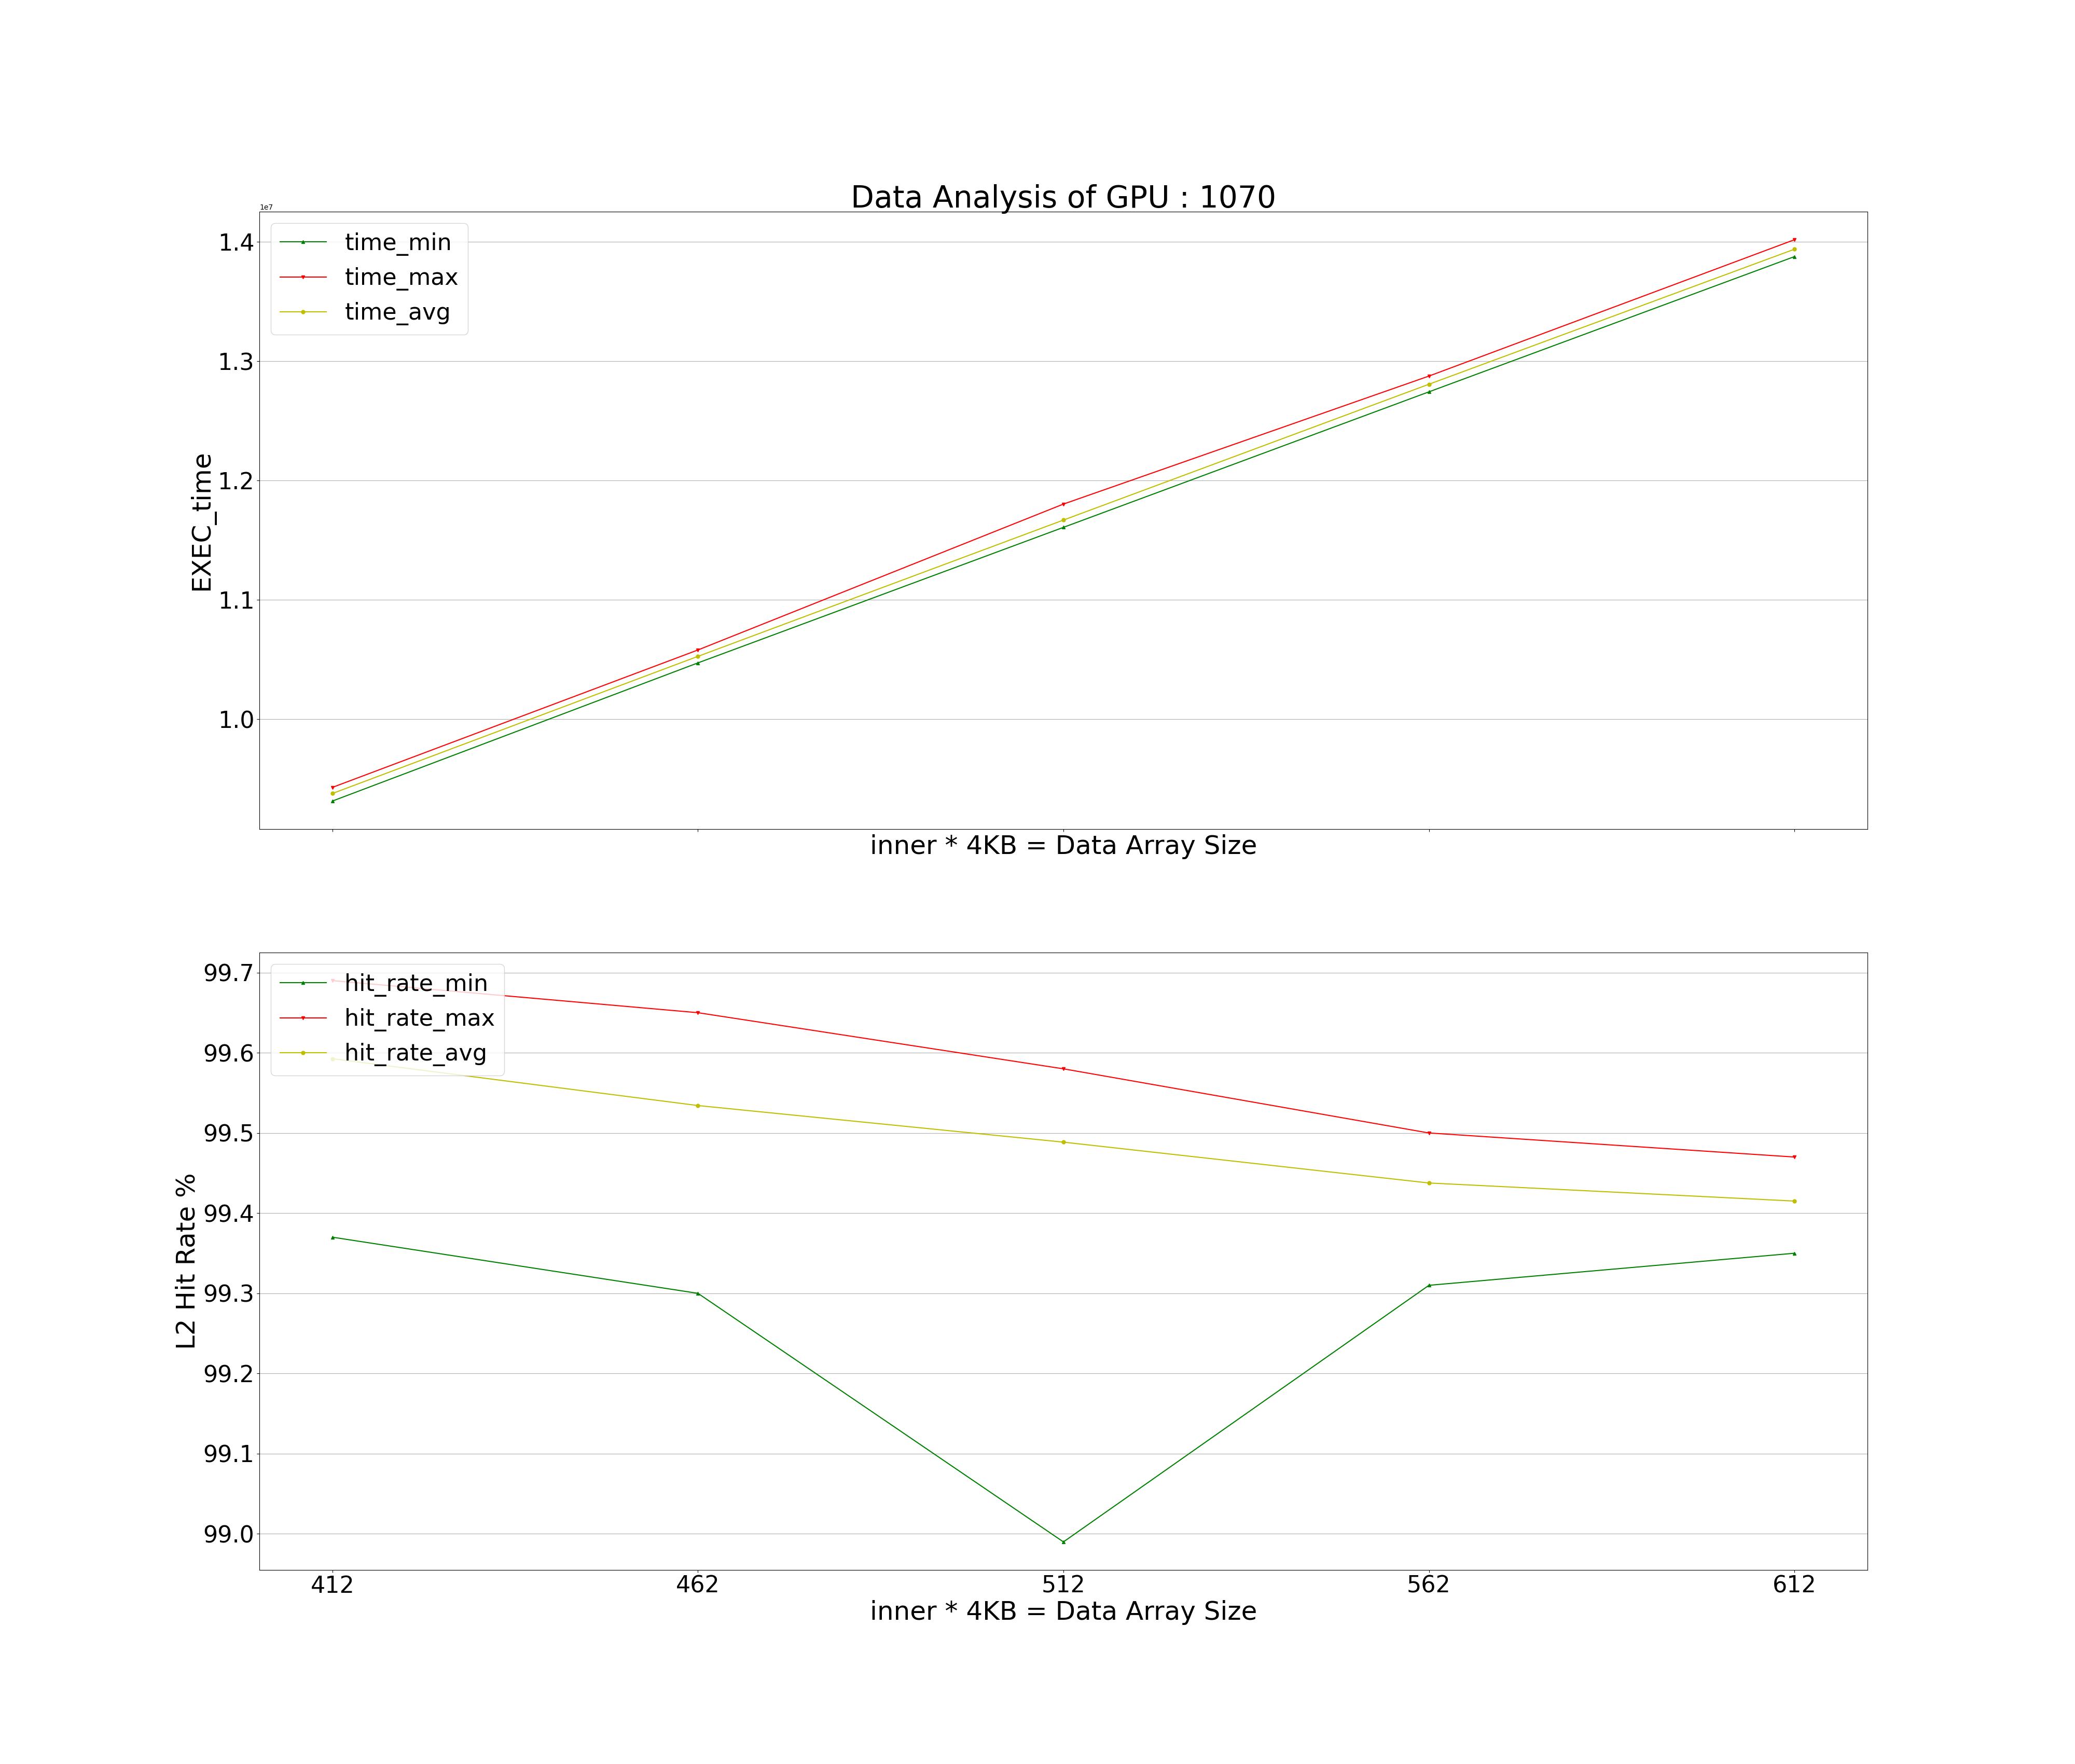 Data Analysis of GPU : 1070
1e7
time_min
time_max
time_avg
1.4
1.3
1.2
1.1
1.0
EXEC_time
inner * 4KB = Data Array Size
hit_rate_min
hit_rate_max
hit_rate_avg
99.7
99.6
99.5
99.4
99.3
99.2
99.1
99.0
L2 Hit Rate %
412 462 512 562 612
inner * 4KB = Data Array Size